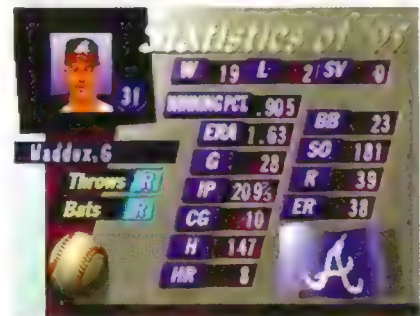 Statistics of '95
W 19 L 2 SV 0
31
WINNING PCT. .905
ERA 1.63
BB 23
Maddux,G
G 28
SO 181
Throws R
IP 209⅔
R 39
Bats R
CG 10
ER 38
H 147
HR 8
A